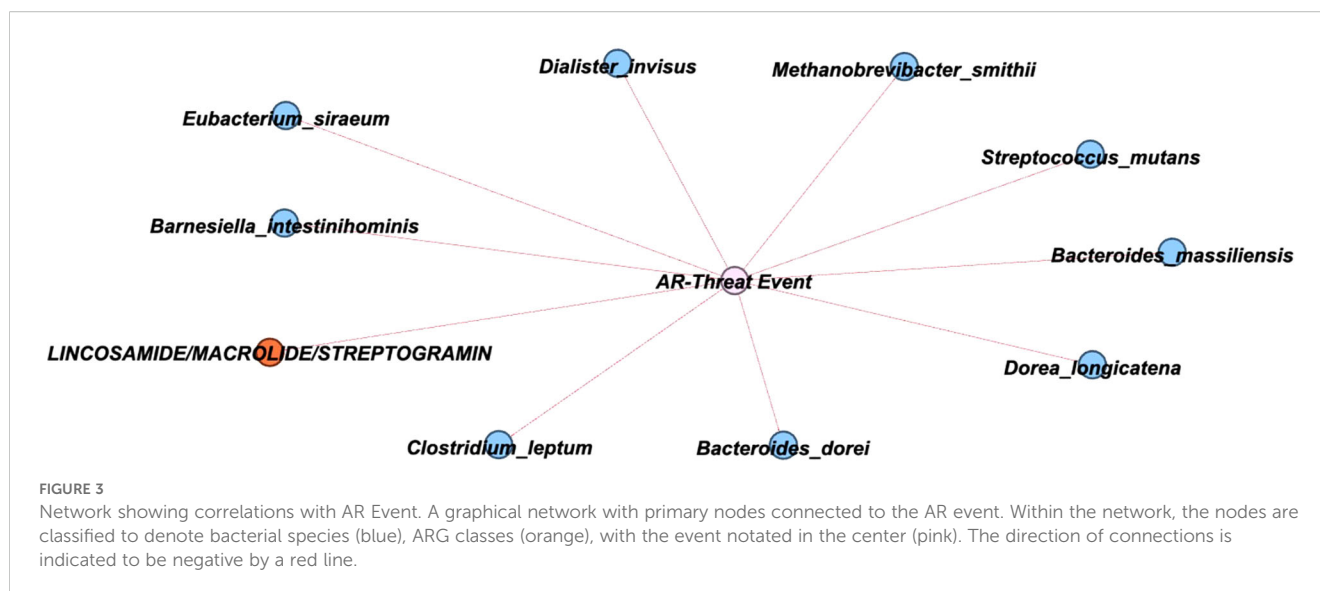 Dialister_invisus
Methanobrevibacter_smithii
Eubacterium_siraeum
Streptococcus_mutans
Barnesiella_intestinihominis
Bacteroides_massiliensis
AR-Threat Event
LINCOSAMIDE/MACROLIDE/STREPTOGRAMIN
Dorea_longicatena
Clostridium_leptum
Bacteroides_dorei
FIGURE 3
Network showing correlations with AR Event. A graphical network with primary nodes connected to the AR event. Within the network, the nodes are
classified to denote bacterial species (blue), ARG classes (orange), with the event notated in the center (pink). The direction of connections is
indicated to be negative by a red line.